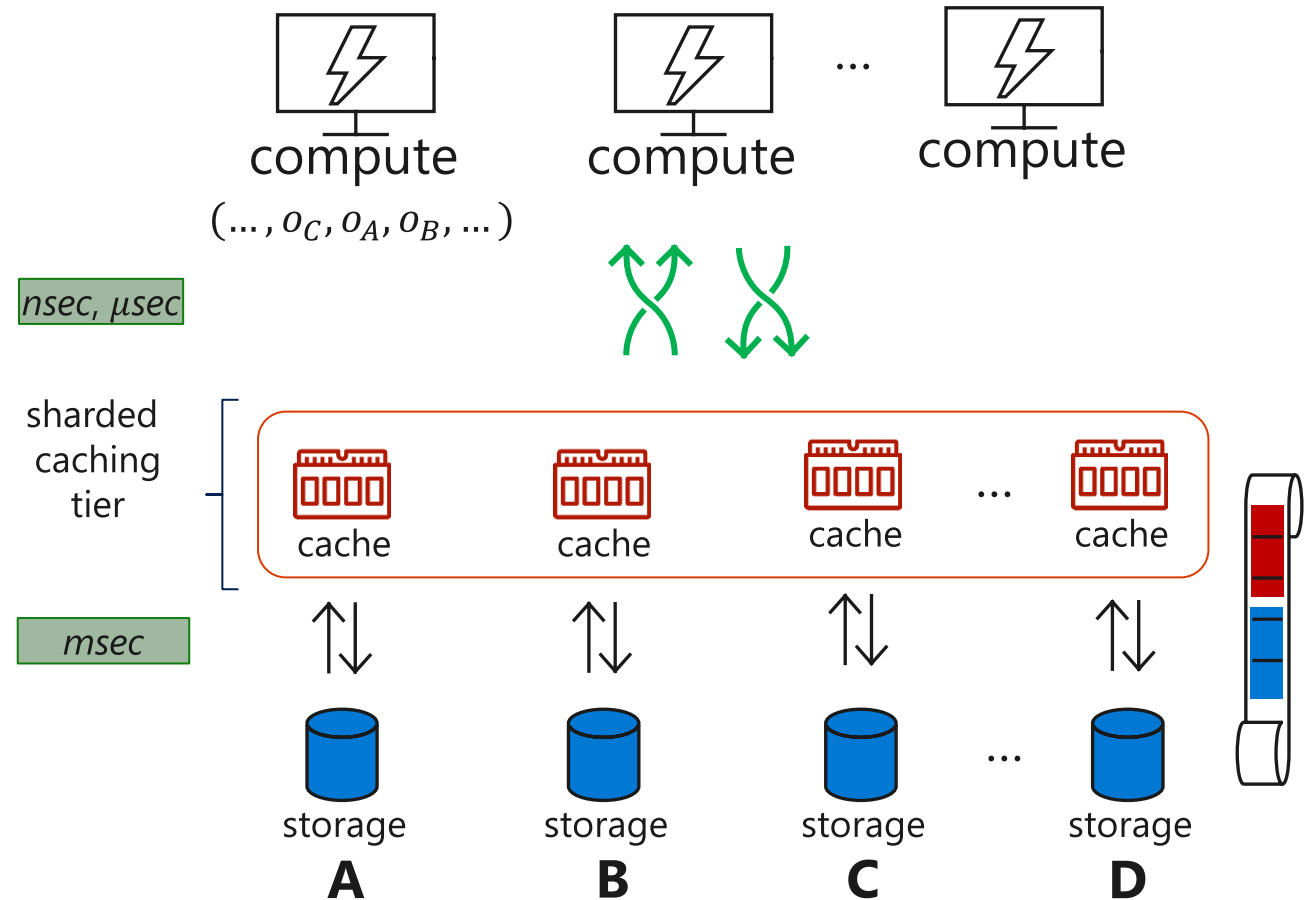 compute compute ... compute
(... , o_C, o_A, o_B, ... )
nsec, μsec
sharded
caching
tier
cache cache cache ... cache
msec
...
storage storage storage storage
A B C D